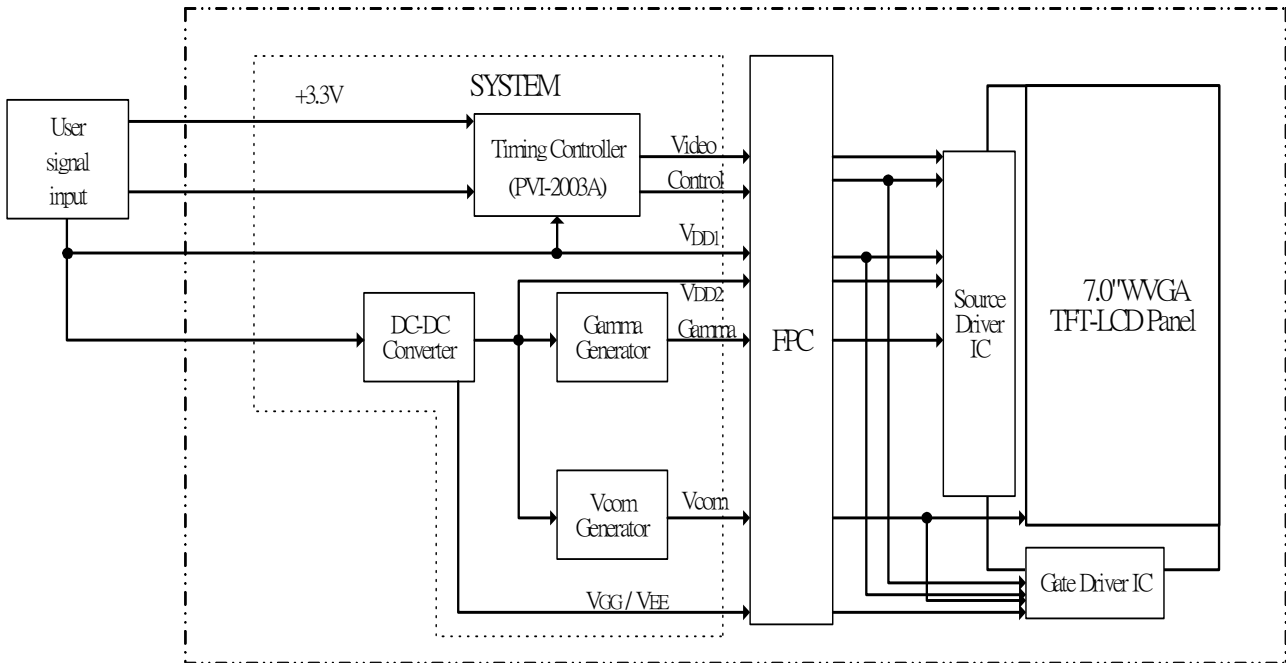 SYSTEM
+3.3V
User
signal
input
Timing Controller
(PVI-2003A)
Video
Control
VDD1
VDD2
DC-DC
Converter
Gamma
Generator
Gamma
FPC
Source
Driver
IC
7.0"WVGA
TFT-LCD Panel
Vcom
Generator
Vcom
Gate Driver IC
VGG / VEE